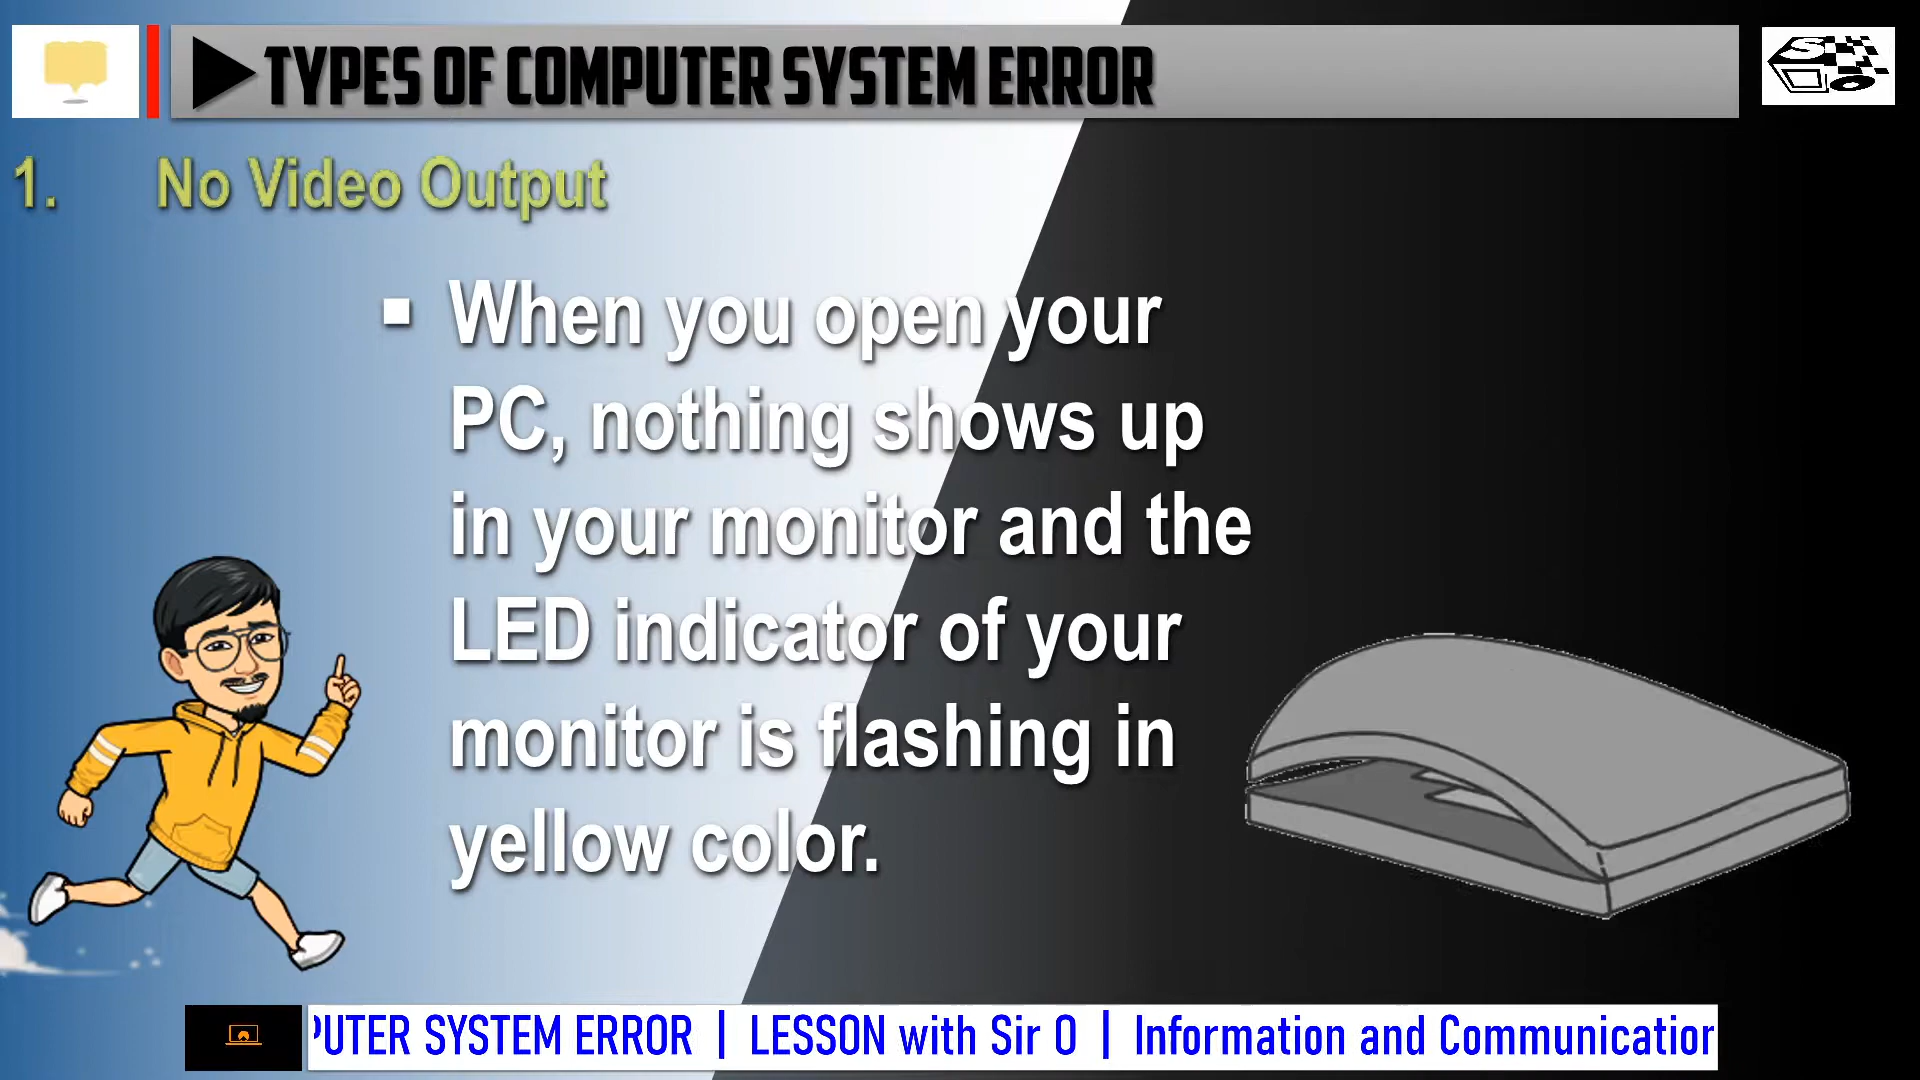 TYPES OF COMPUTER SYSTEM ERROR
S
O
1. No Video Output
▪ When you open your
PC, nothing shows up
in your monitor and the
LED indicator of your
monitor is flashing in
yellow color.
PUTER SYSTEM ERROR | LESSON with Sir O | Information and Communication